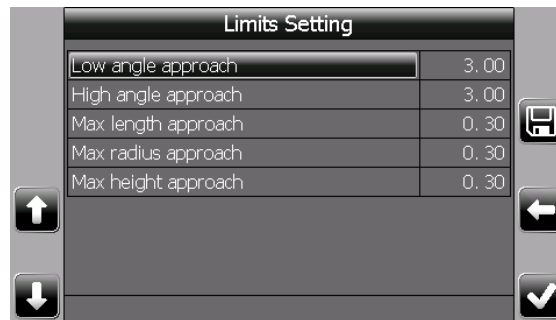 Limits Setting
Low angle approach 3.00
High angle approach 3.00
Max length approach 0.30
Max radius approach 0.30
Max height approach 0.30